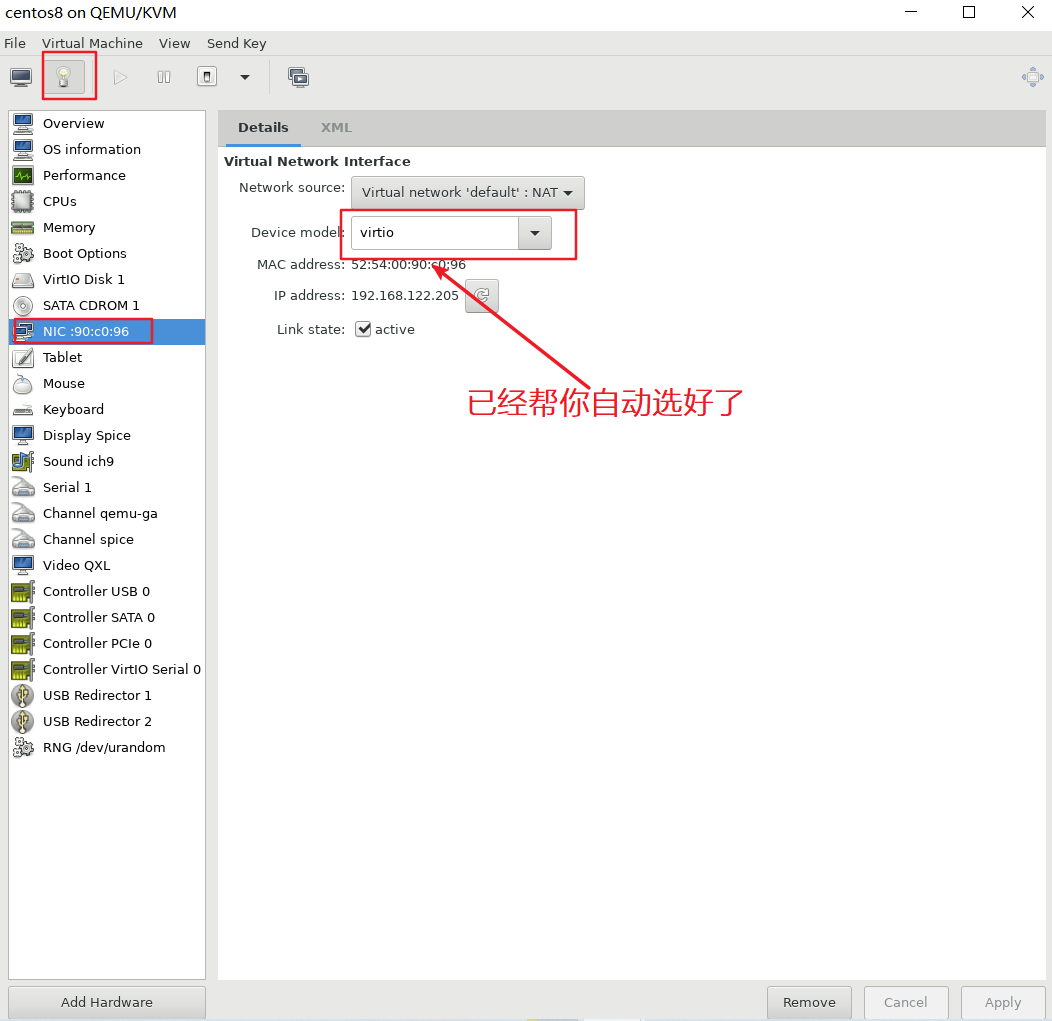 centos8 on QEMU/KVM
File Virtual Machine View Send Key
Overview
OS information
Performance
CPUs
Memory
Boot Options
VirtIO Disk 1
SATA CDROM 1
NIC :90:c0:96
Tablet
Mouse
Keyboard
Display Spice
Sound ich9
Serial 1
Channel qemu-ga
Channel spice
Video QXL
Controller USB 0
Controller SATA 0
Controller PCIe 0
Controller VirtIO Serial 0
USB Redirector 1
USB Redirector 2
RNG /dev/urandom
Add Hardware
Details XML
Virtual Network Interface
Network source: Virtual network 'default' : NAT
Device model: virtio
MAC address: 52:54:00:90:c0:96
IP address: 192.168.122.205
Link state: active
已经帮你自动选好了
Remove Cancel Apply